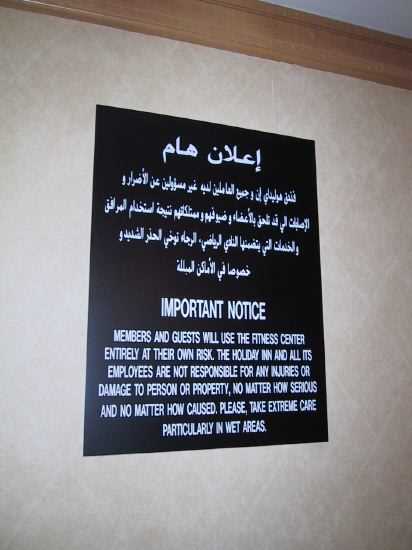 إعلان هام
فندق هوليداي إن و جميع العاملين لديه غير مسؤولين عن الأضرار و
الإصابات الي قد تلحق بالأعضاء و ضيوفهم و ممتلكاتهم نتيجة استخدام المرافق
والخدمات التي يتضمنها النادي الرياضي، الرجاء توخي الحذر الشديد و
خصوصا في الأماكن المبللة
IMPORTANT NOTICE
MEMBERS AND GUESTS WILL USE THE FITNESS CENTER
ENTIRELY AT THEIR OWN RISK. THE HOLIDAY INN AND ALL ITS
EMPLOYEES ARE NOT RESPONSIBLE FOR ANY INJURIES OR
DAMAGE TO PERSON OR PROPERTY, NO MATTER HOW SERIOUS
AND NO MATTER HOW CAUSED. PLEASE, TAKE EXTREME CARE
PARTICULARLY IN WET AREAS.